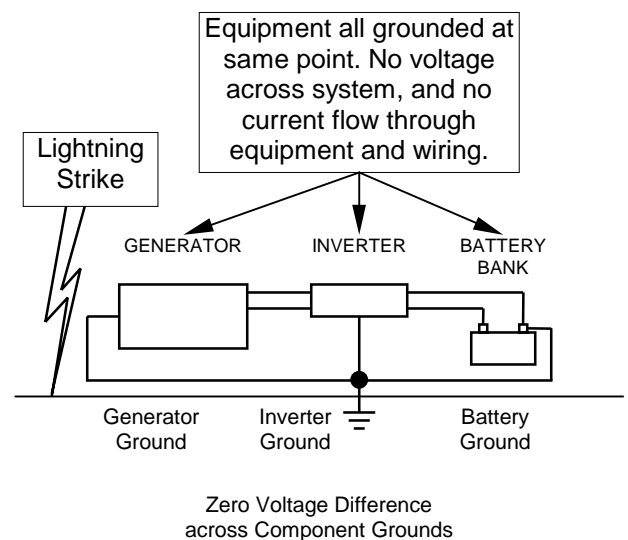 Equipment all grounded at
same point. No voltage
across system, and no
current flow through
equipment and wiring.
Lightning
Strike
GENERATOR
INVERTER
BATTERY
BANK
Generator
Ground
Inverter
Ground
Battery
Ground
Zero Voltage Difference
across Component Grounds